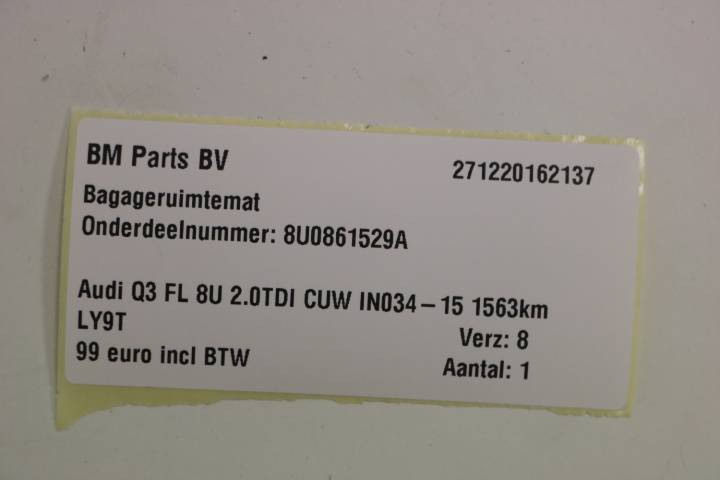 BM Parts BV 271220162137
Bagageruimtemat
Onderdeelnummer: 8U0861529A
Audi Q3 FL 8U 2.0TDI CUW IN034-15 1563km
LY9T Verz: 8
99 euro incl BTW Aantal: 1